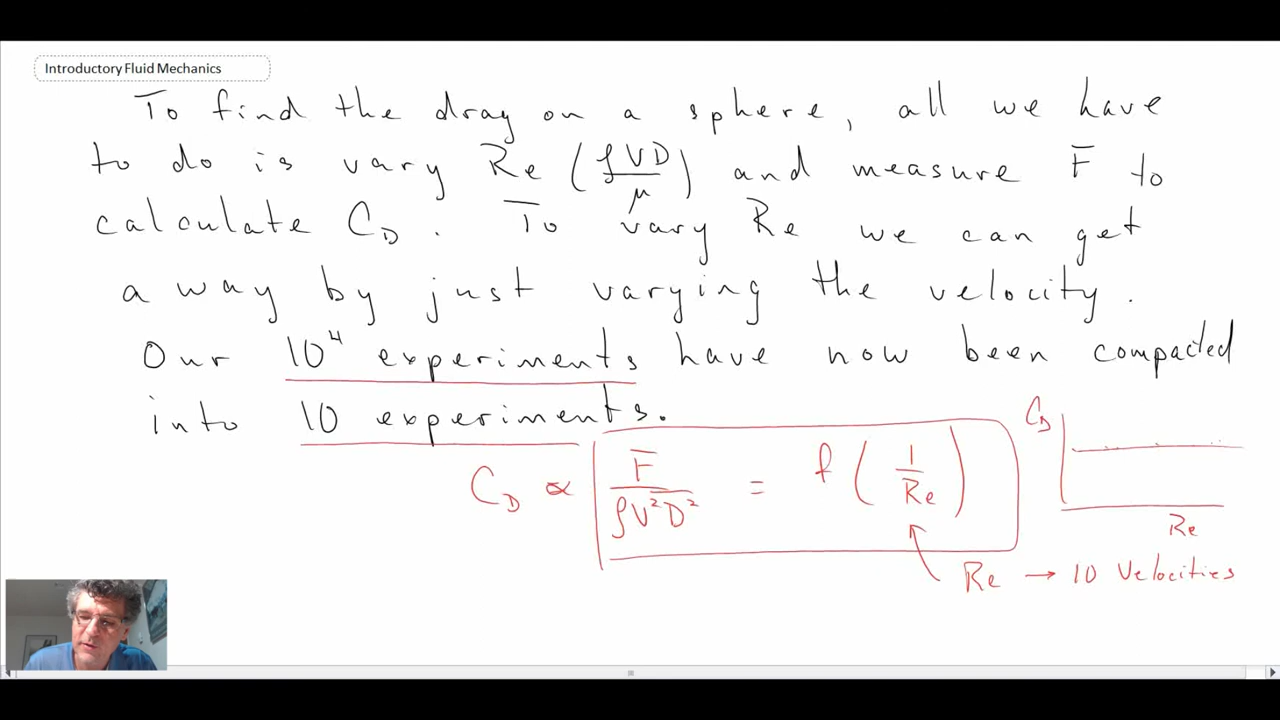 Introductory Fluid Mechanics
To find the drag on a sphere, all we have
to do is vary Re (ρVD/μ) and measure F to
calculate C_D. To vary Re we can get
a way by just varying the velocity.
Our 10⁴ experiments have now been compacted
into 10 experiments.
C_D ∝ F/(ρV²D²) = f(1/Re)
C_D
Re
Re → 10 Velocities